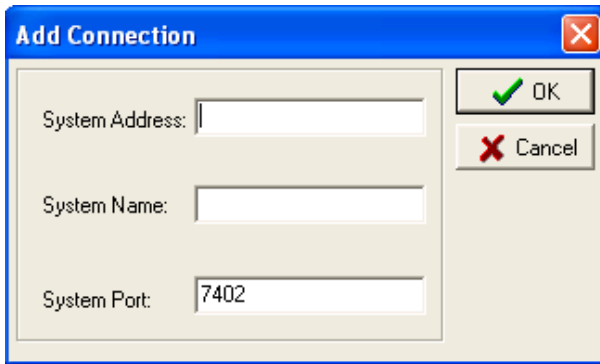 Add Connection
System Address:
OK
Cancel
System Name:
System Port: 7402